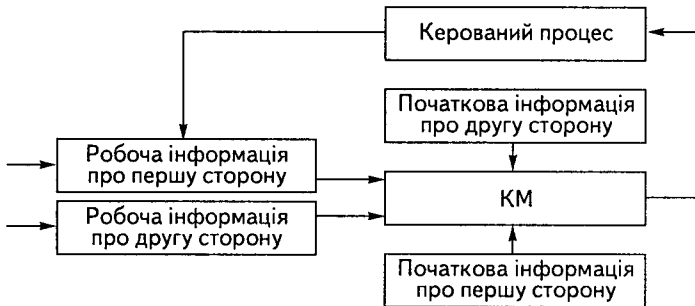 Керований процес
Початкова інформація
про другу сторону
Робоча інформація
про першу сторону
КМ
Робоча інформація
про другу сторону
Початкова інформація
про першу сторону